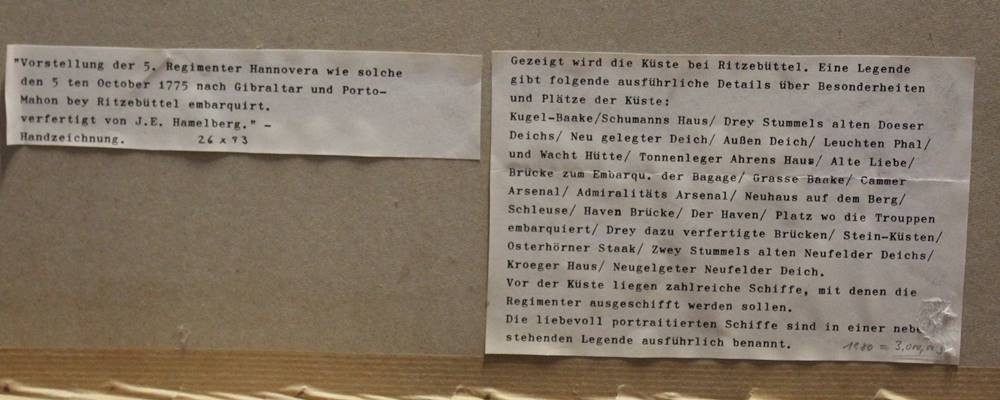 "Vorstellung der 5. Regimenter Hannovera wie solche
den 5 ten October 1775 nach Gibraltar und Porto-
Mahon bey Ritzebüttel embarquirt.
verfertigt von J.E. Hamelberg." -
Handzeichnung. 26 x 93
Gezeigt wird die Küste bei Ritzebüttel. Eine Legende
gibt folgende ausführliche Details über Besonderheiten
und Plätze der Küste:
Kugel-Baake/Schumanns Haus/ Drey Stummels alten Doeser
Deichs/ Neu gelegter Deich/ Außen Deich/ Leuchten Phal/
und Wacht Hütte/ Tonnenleger Ahrens Haus/ Alte Liebe/
Brücke zum Embarqu. der Bagage/ Grasse Baake/ Cammer
Arsenal/ Admiralitäts Arsenal/ Neuhaus auf dem Berg/
Schleuse/ Haven Brücke/ Der Haven/ Platz wo die Trouppen
embarquiert/ Drey dazu verfertigte Brücken/ Stein-Küsten/
Osterhörner Staak/ Zwey Stummels alten Neufelder Deichs/
Kroeger Haus/ Neugelgeter Neufelder Deich.
Vor der Küste liegen zahlreiche Schiffe, mit denen die
Regimenter ausgeschifft werden sollen.
Die liebevoll portraitierten Schiffe sind in einer nebe
stehenden Legende ausführlich benannt. 1980 =